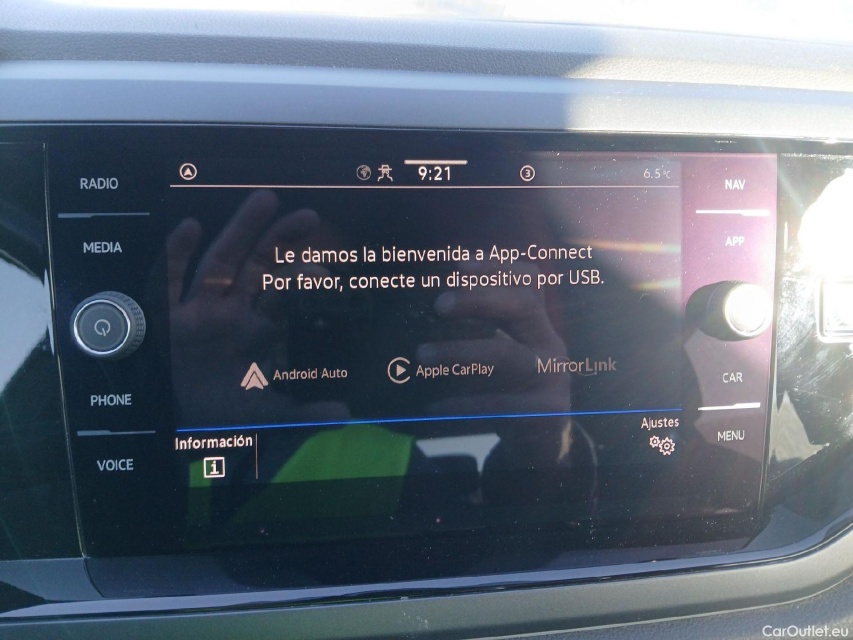 RADIO
MEDIA
PHONE
VOICE
9:21
3
6.5°C
Le damos la bienvenida a App-Connect
Por favor, conecte un dispositivo por USB.
Android Auto
Apple CarPlay
MirrorLink
Información
i
Ajustes
NAV
APP
CAR
MENU
CarOutlet.eu